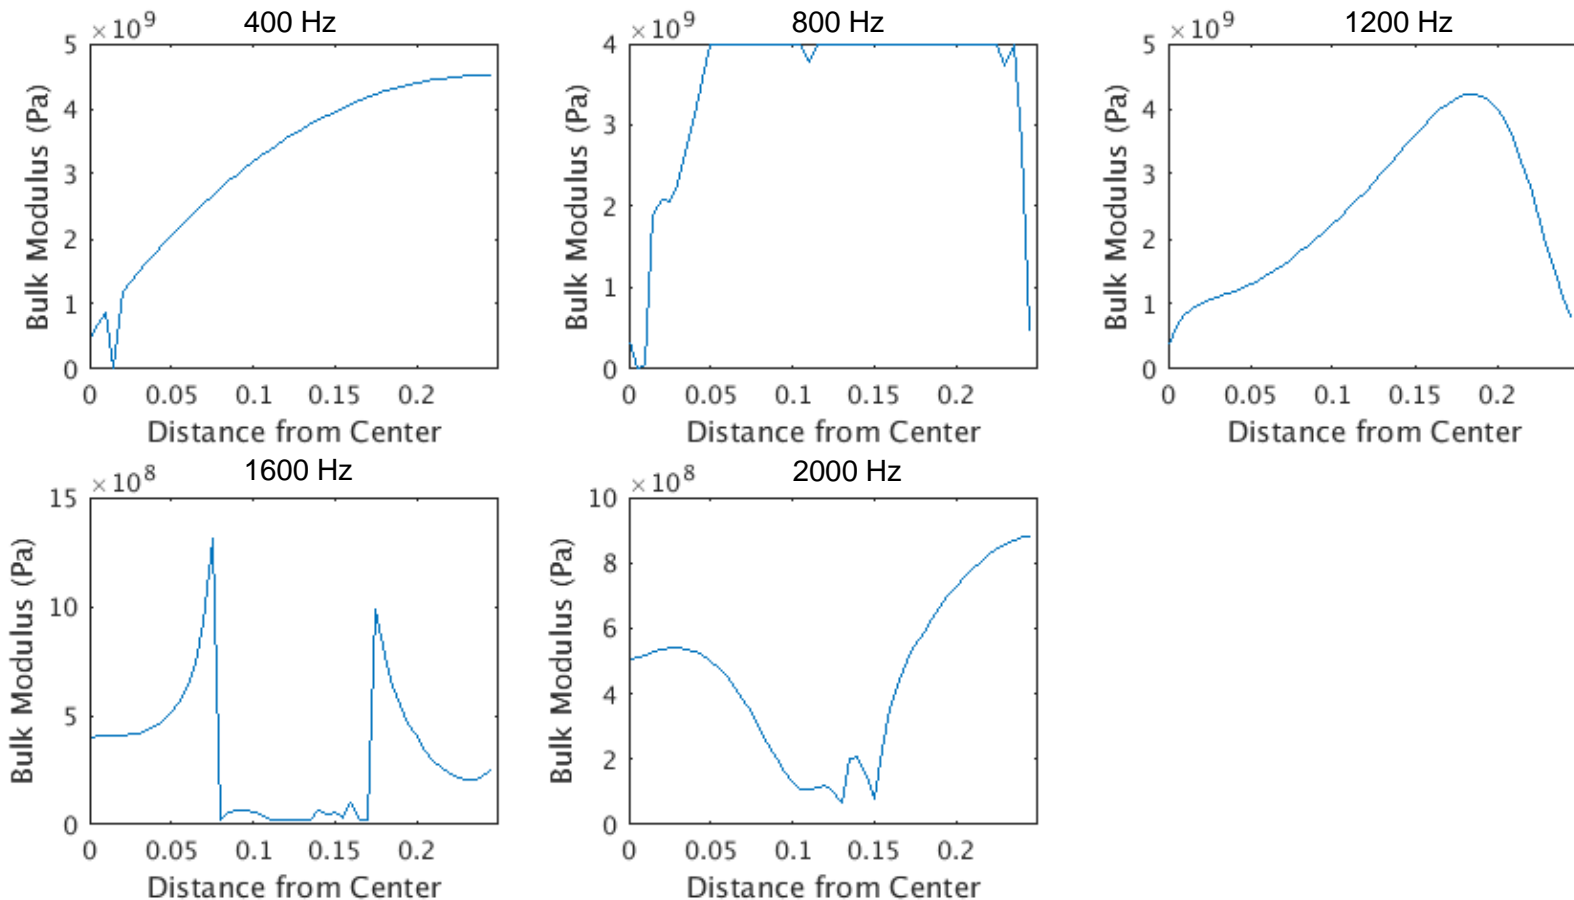 400 Hz
×10^9
Bulk Modulus (Pa)
5
4
3
2
1
0
0 0.05 0.1 0.15 0.2
Distance from Center
800 Hz
×10^9
Bulk Modulus (Pa)
4
3
2
1
0
0 0.05 0.1 0.15 0.2
Distance from Center
1200 Hz
×10^9
Bulk Modulus (Pa)
5
4
3
2
1
0
0 0.05 0.1 0.15 0.2
Distance from Center
1600 Hz
×10^8
Bulk Modulus (Pa)
15
10
5
0
0 0.05 0.1 0.15 0.2
Distance from Center
2000 Hz
×10^8
Bulk Modulus (Pa)
10
8
6
4
2
0
0 0.05 0.1 0.15 0.2
Distance from Center